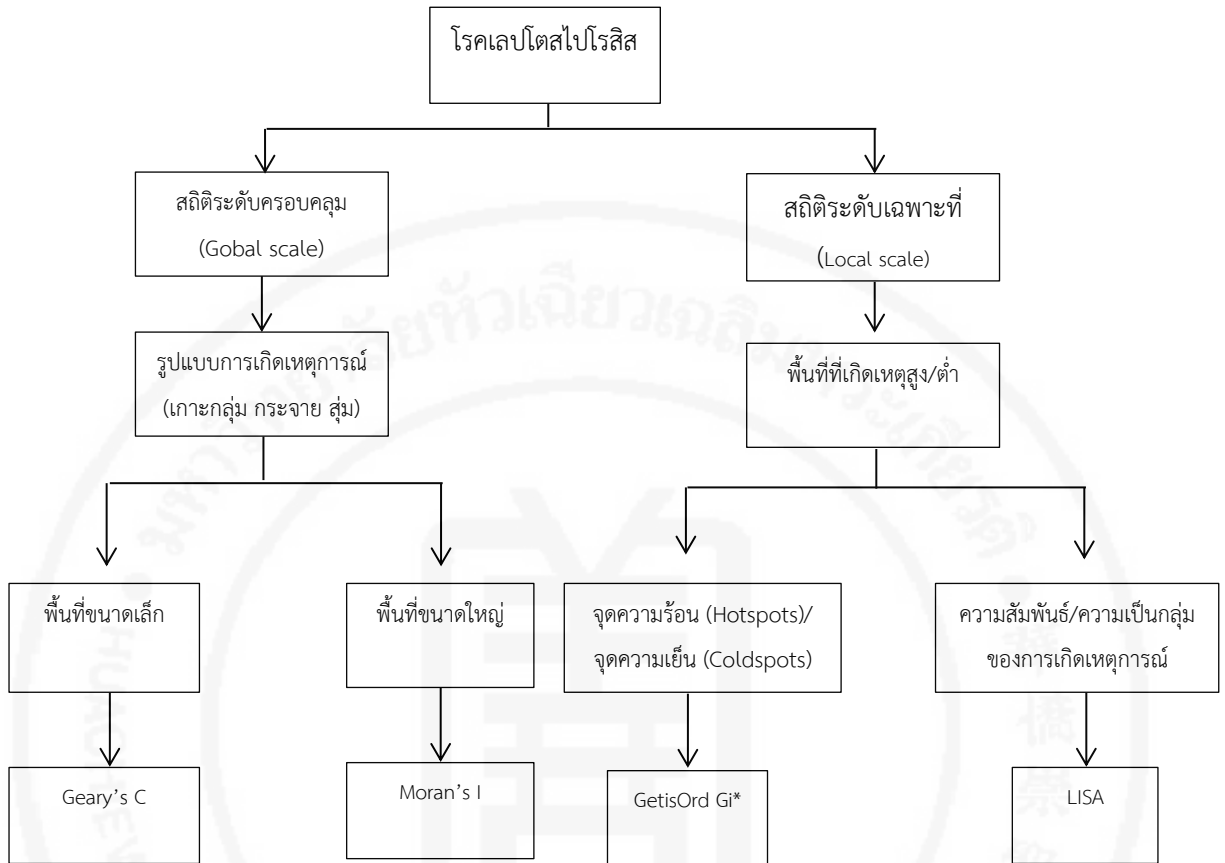 โรคเลปโตสไปโรสิส
สถิติระดับครอบคลุม
(Gobal scale)
สถิติระดับเฉพาะที่
(Local scale)
รูปแบบการเกิดเหตุการณ์
(เกาะกลุ่ม กระจาย สุ่ม)
พื้นที่ที่เกิดเหตุสูง/ต่ำ
พื้นที่ขนาดเล็ก
พื้นที่ขนาดใหญ่
จุดความร้อน (Hotspots)/
จุดความเย็น (Coldspots)
ความสัมพันธ์/ความเป็นกลุ่ม
ของการเกิดเหตุการณ์
Geary’s C
Moran’s I
GetisOrd Gi*
LISA